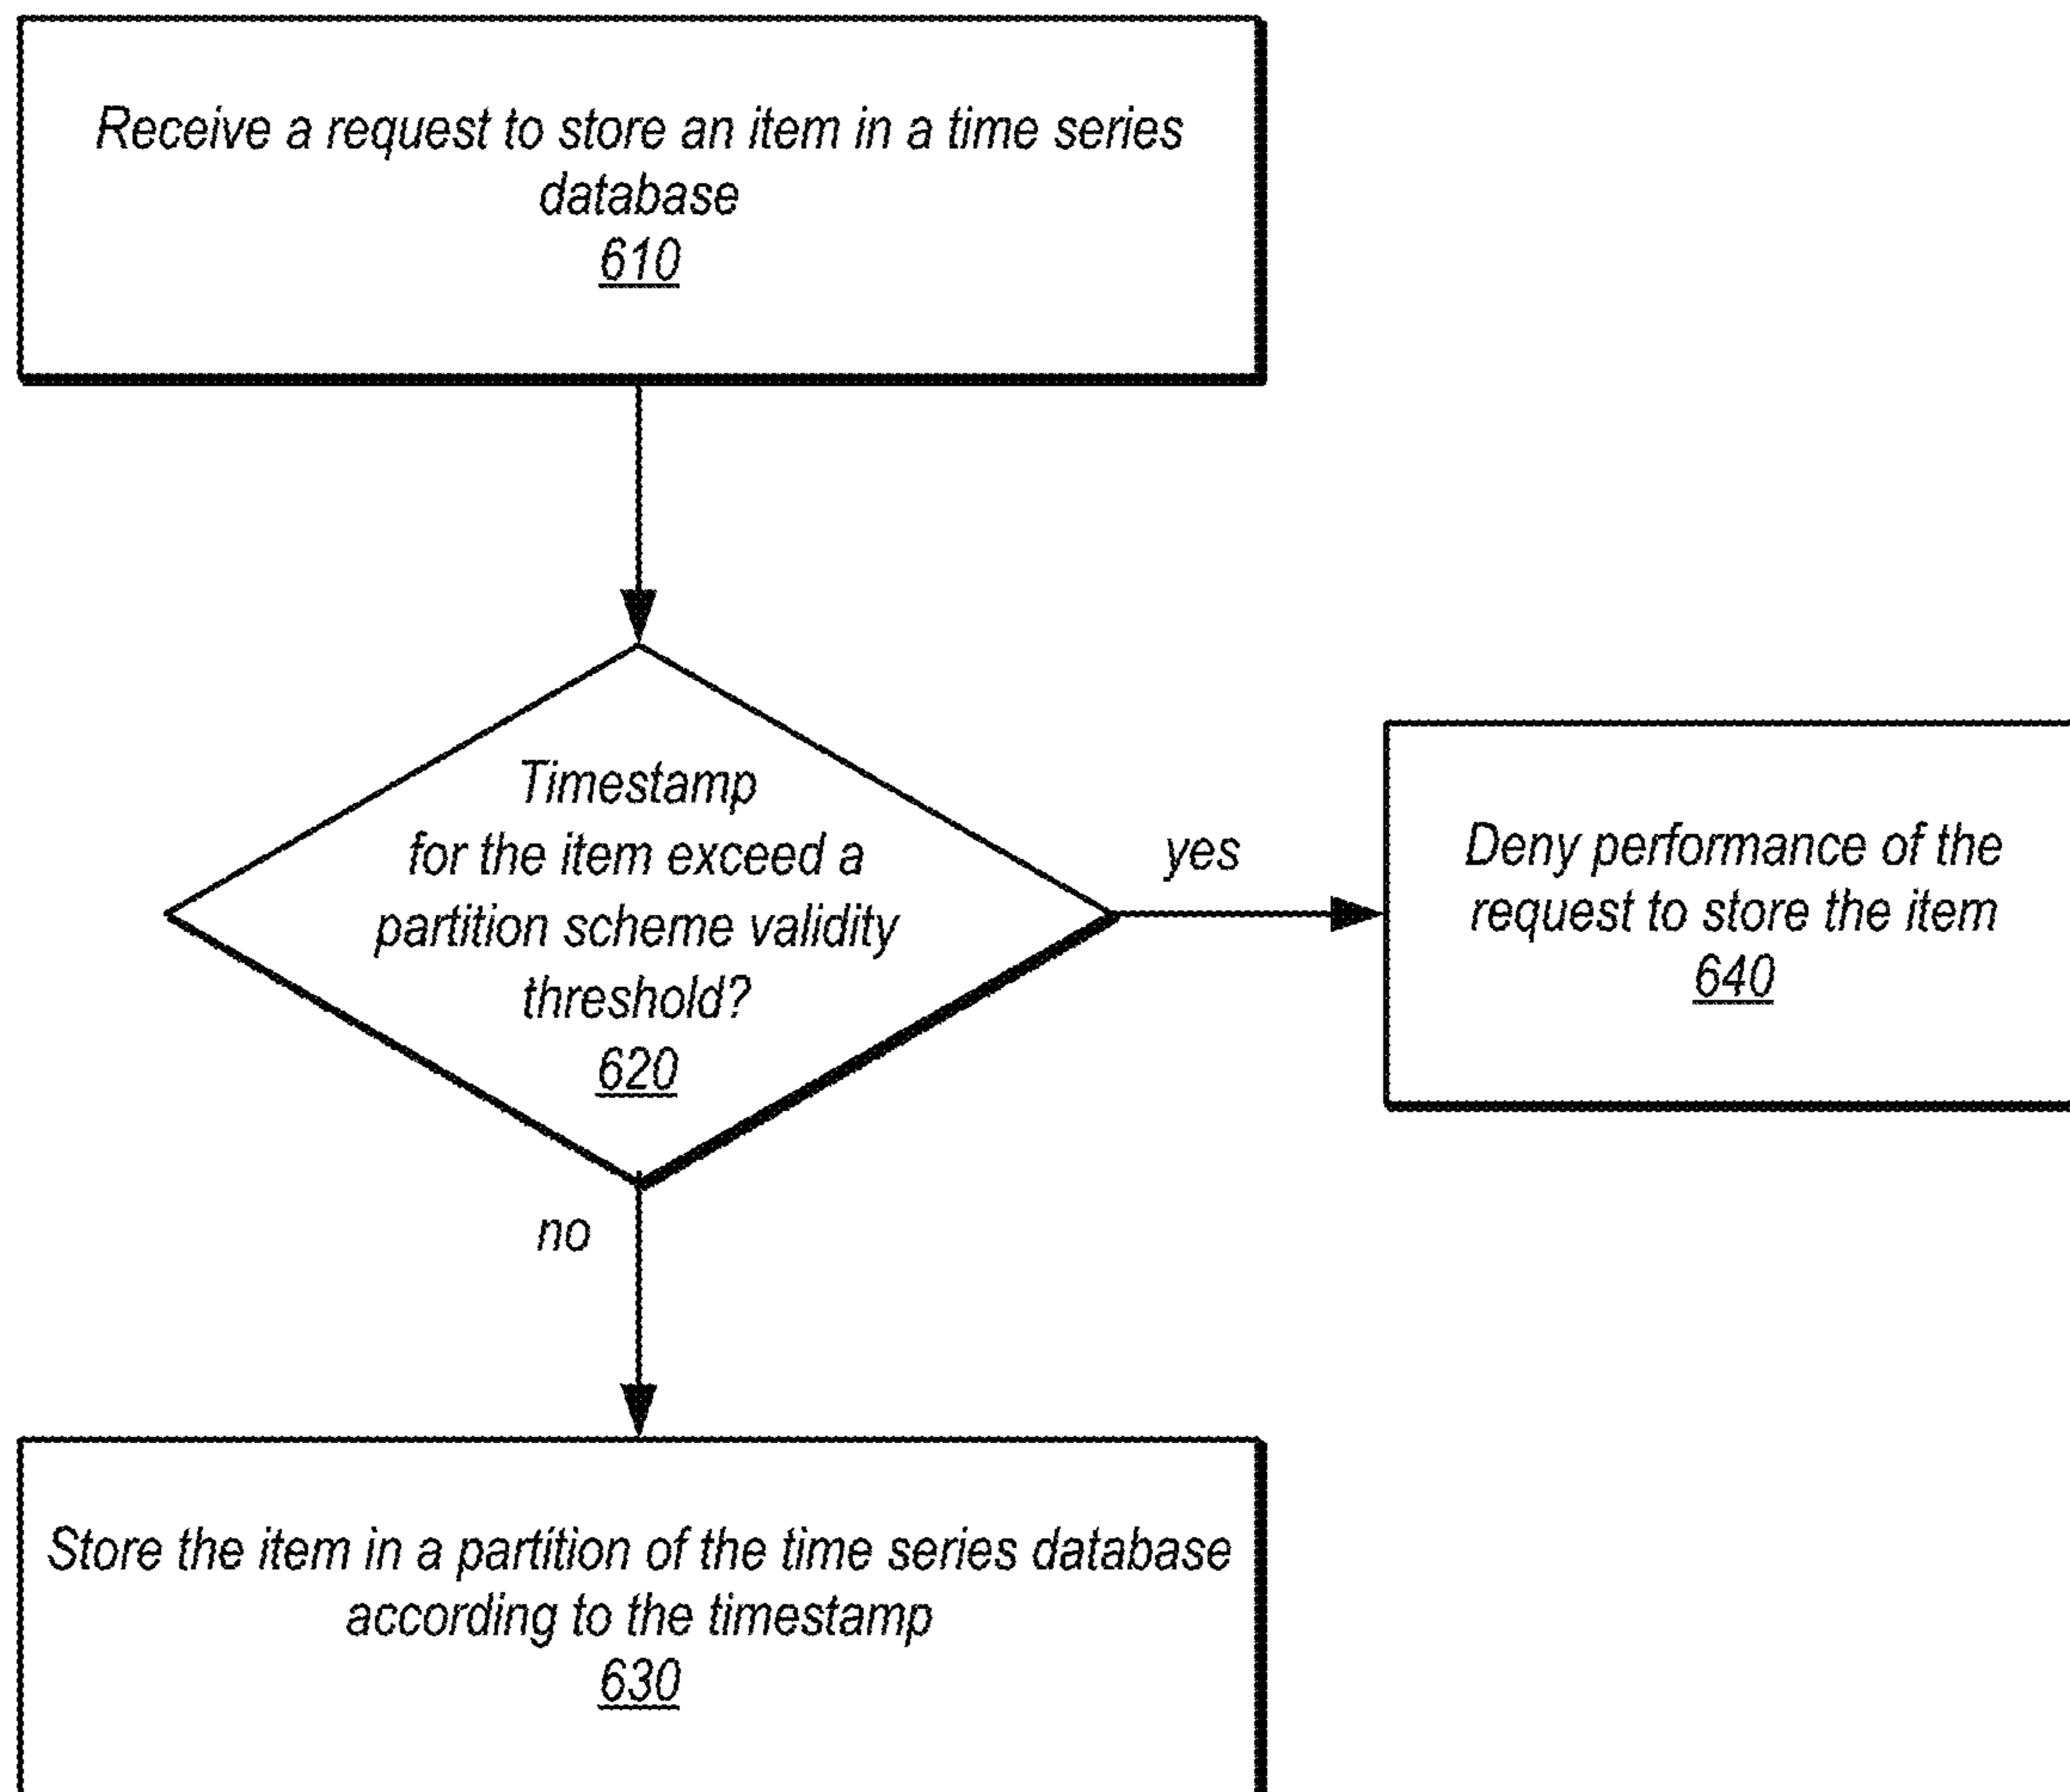 Receive a request to store an item in a time series
database
610
Timestamp
for the item exceed a
partition scheme validity
threshold?
620
yes
Deny performance of the
request to store the item
640
no
Store the item in a partition of the time series database
according to the timestamp
630